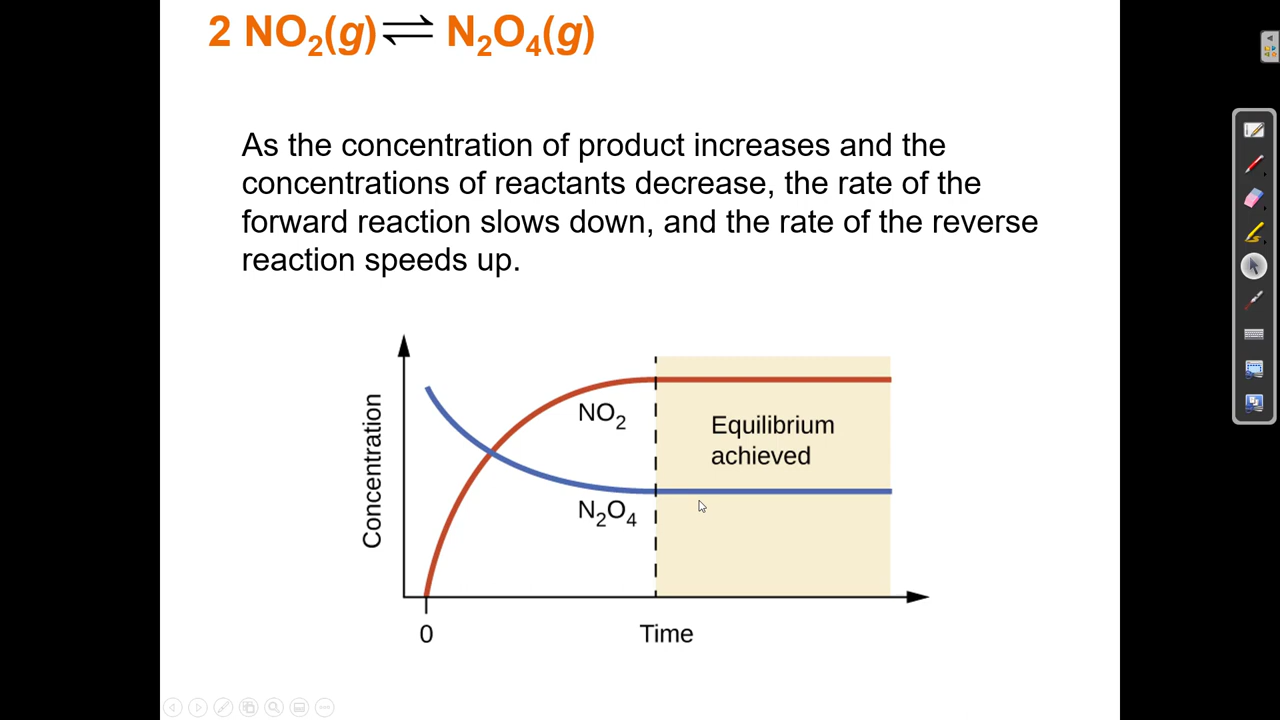 2 NO₂(g) ⇌ N₂O₄(g)
As the concentration of product increases and the
concentrations of reactants decrease, the rate of the
forward reaction slows down, and the rate of the reverse
reaction speeds up.
Concentration
NO₂
Equilibrium
achieved
N₂O₄
0
Time